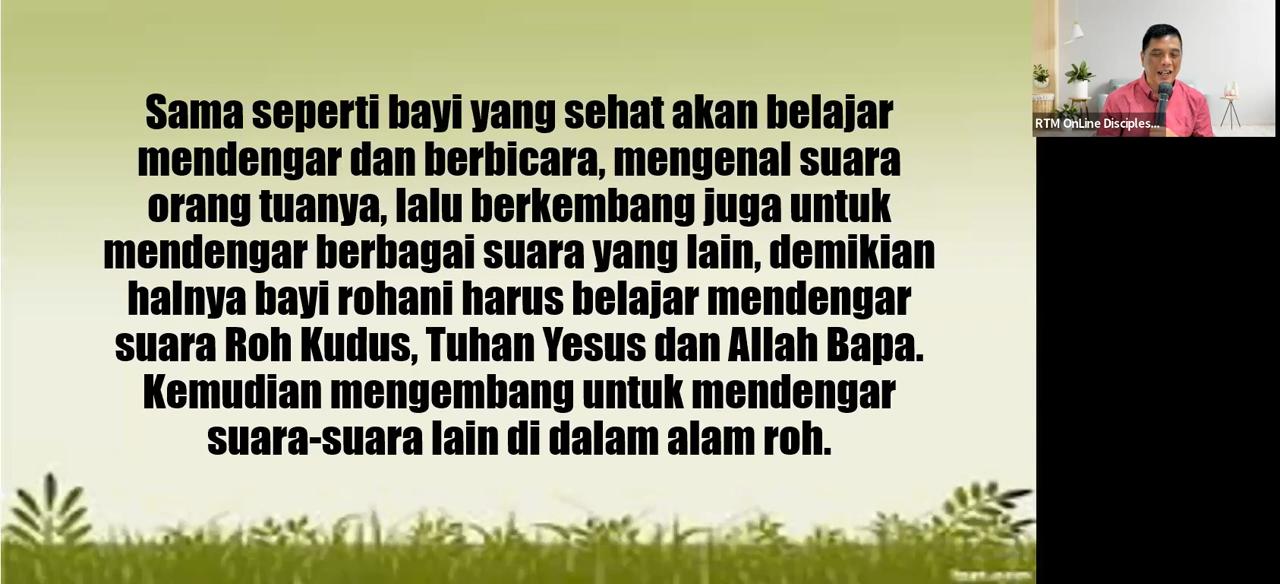 Sama seperti bayi yang sehat akan belajar
mendengar dan berbicara, mengenal suara
orang tuanya, lalu berkembang juga untuk
mendengar berbagai suara yang lain, demikian
halnya bayi rohani harus belajar mendengar
suara Roh Kudus, Tuhan Yesus dan Allah Bapa.
Kemudian mengembang untuk mendengar
suara-suara lain di dalam alam roh.
RTM OnLine Disciples...